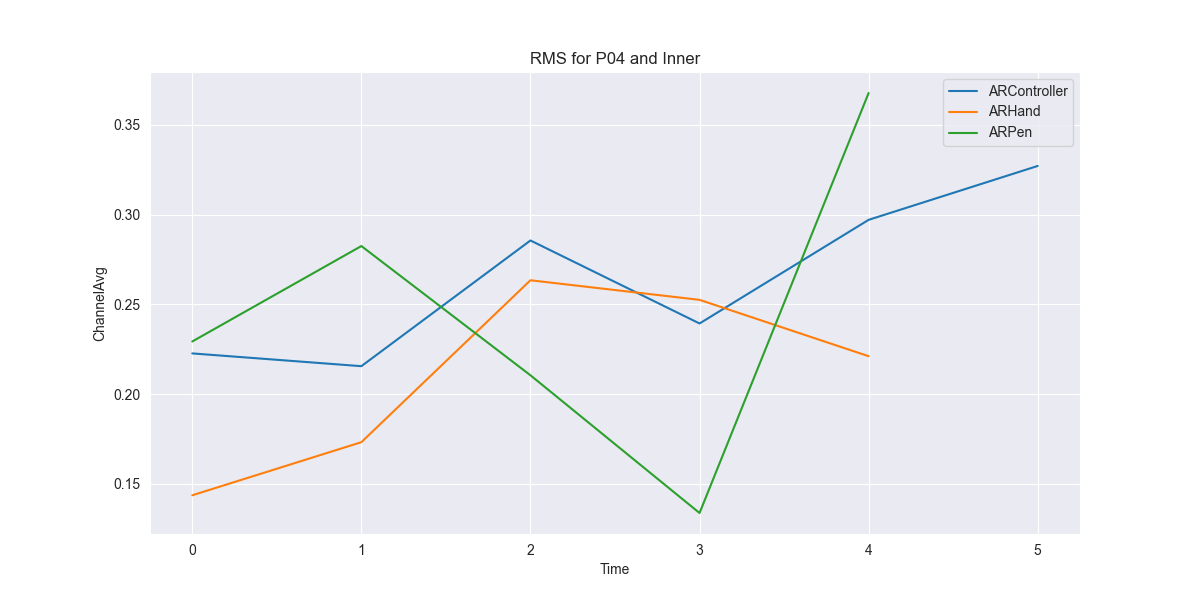 RMS for P04 and Inner
ARController
ARHand
ARPen
0.35
0.30
0.25
0.20
0.15
ChannelAvg
0 1 2 3 4 5
Time